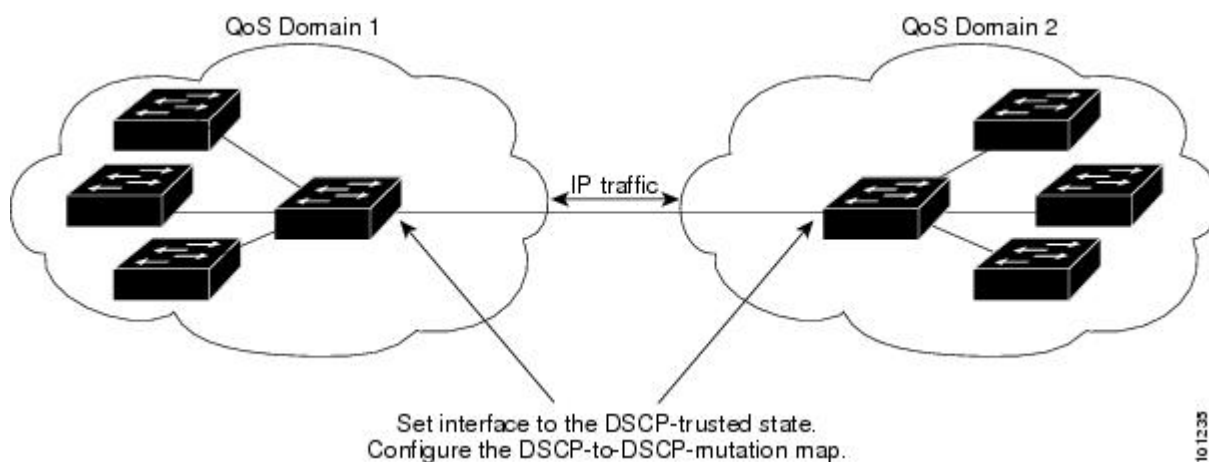 QoS Domain 1
QoS Domain 2
IP traffic
Set interface to the DSCP-trusted state.
Configure the DSCP-to-DSCP-mutation map.
101235